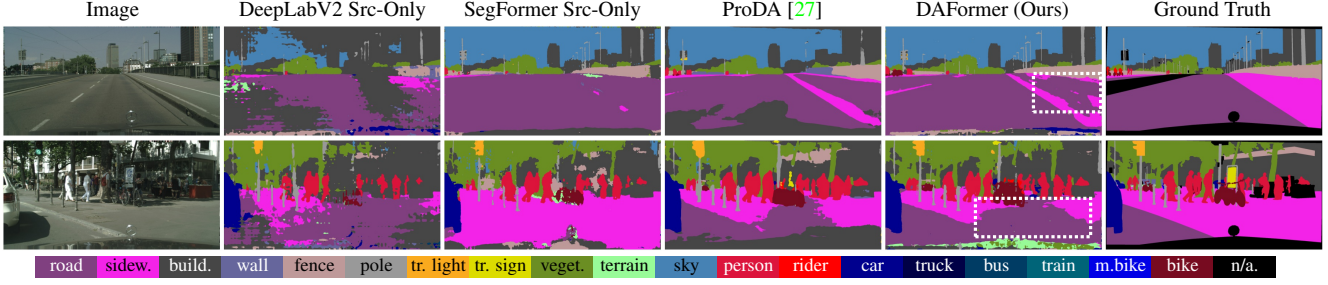 Image DeepLabV2 Src-Only SegFormer Src-Only ProDA [27] DAFormer (Ours) Ground Truth
road sidew. build. wall fence pole tr. light tr. sign veget. terrain sky person rider car truck bus train m.bike bike n/a.